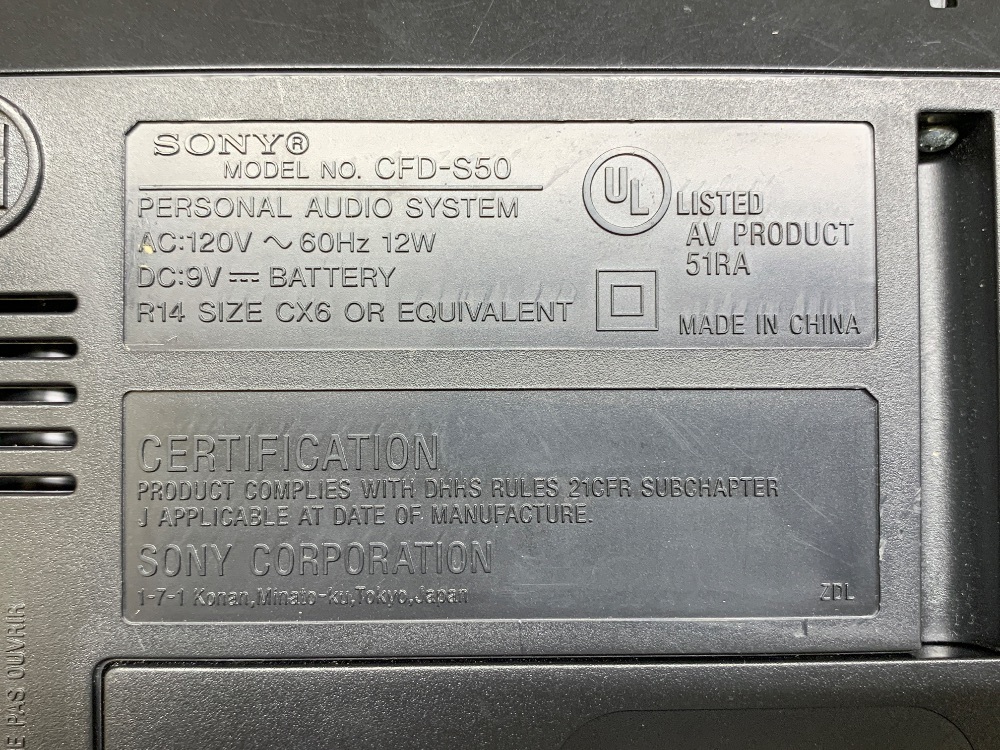 SONY®
MODEL NO. CFD-S50
PERSONAL AUDIO SYSTEM
AC:120V ~ 60Hz 12W
DC:9V ⎓ BATTERY
R14 SIZE CX6 OR EQUIVALENT
UL LISTED
AV PRODUCT
51RA
MADE IN CHINA
CERTIFICATION
PRODUCT COMPLIES WITH DHHS RULES 21CFR SUBCHAPTER
J APPLICABLE AT DATE OF MANUFACTURE.
SONY CORPORATION
1-7-1 Konan,Minato-ku,Tokyo,Japan
ZDL
PAS OUVRIR